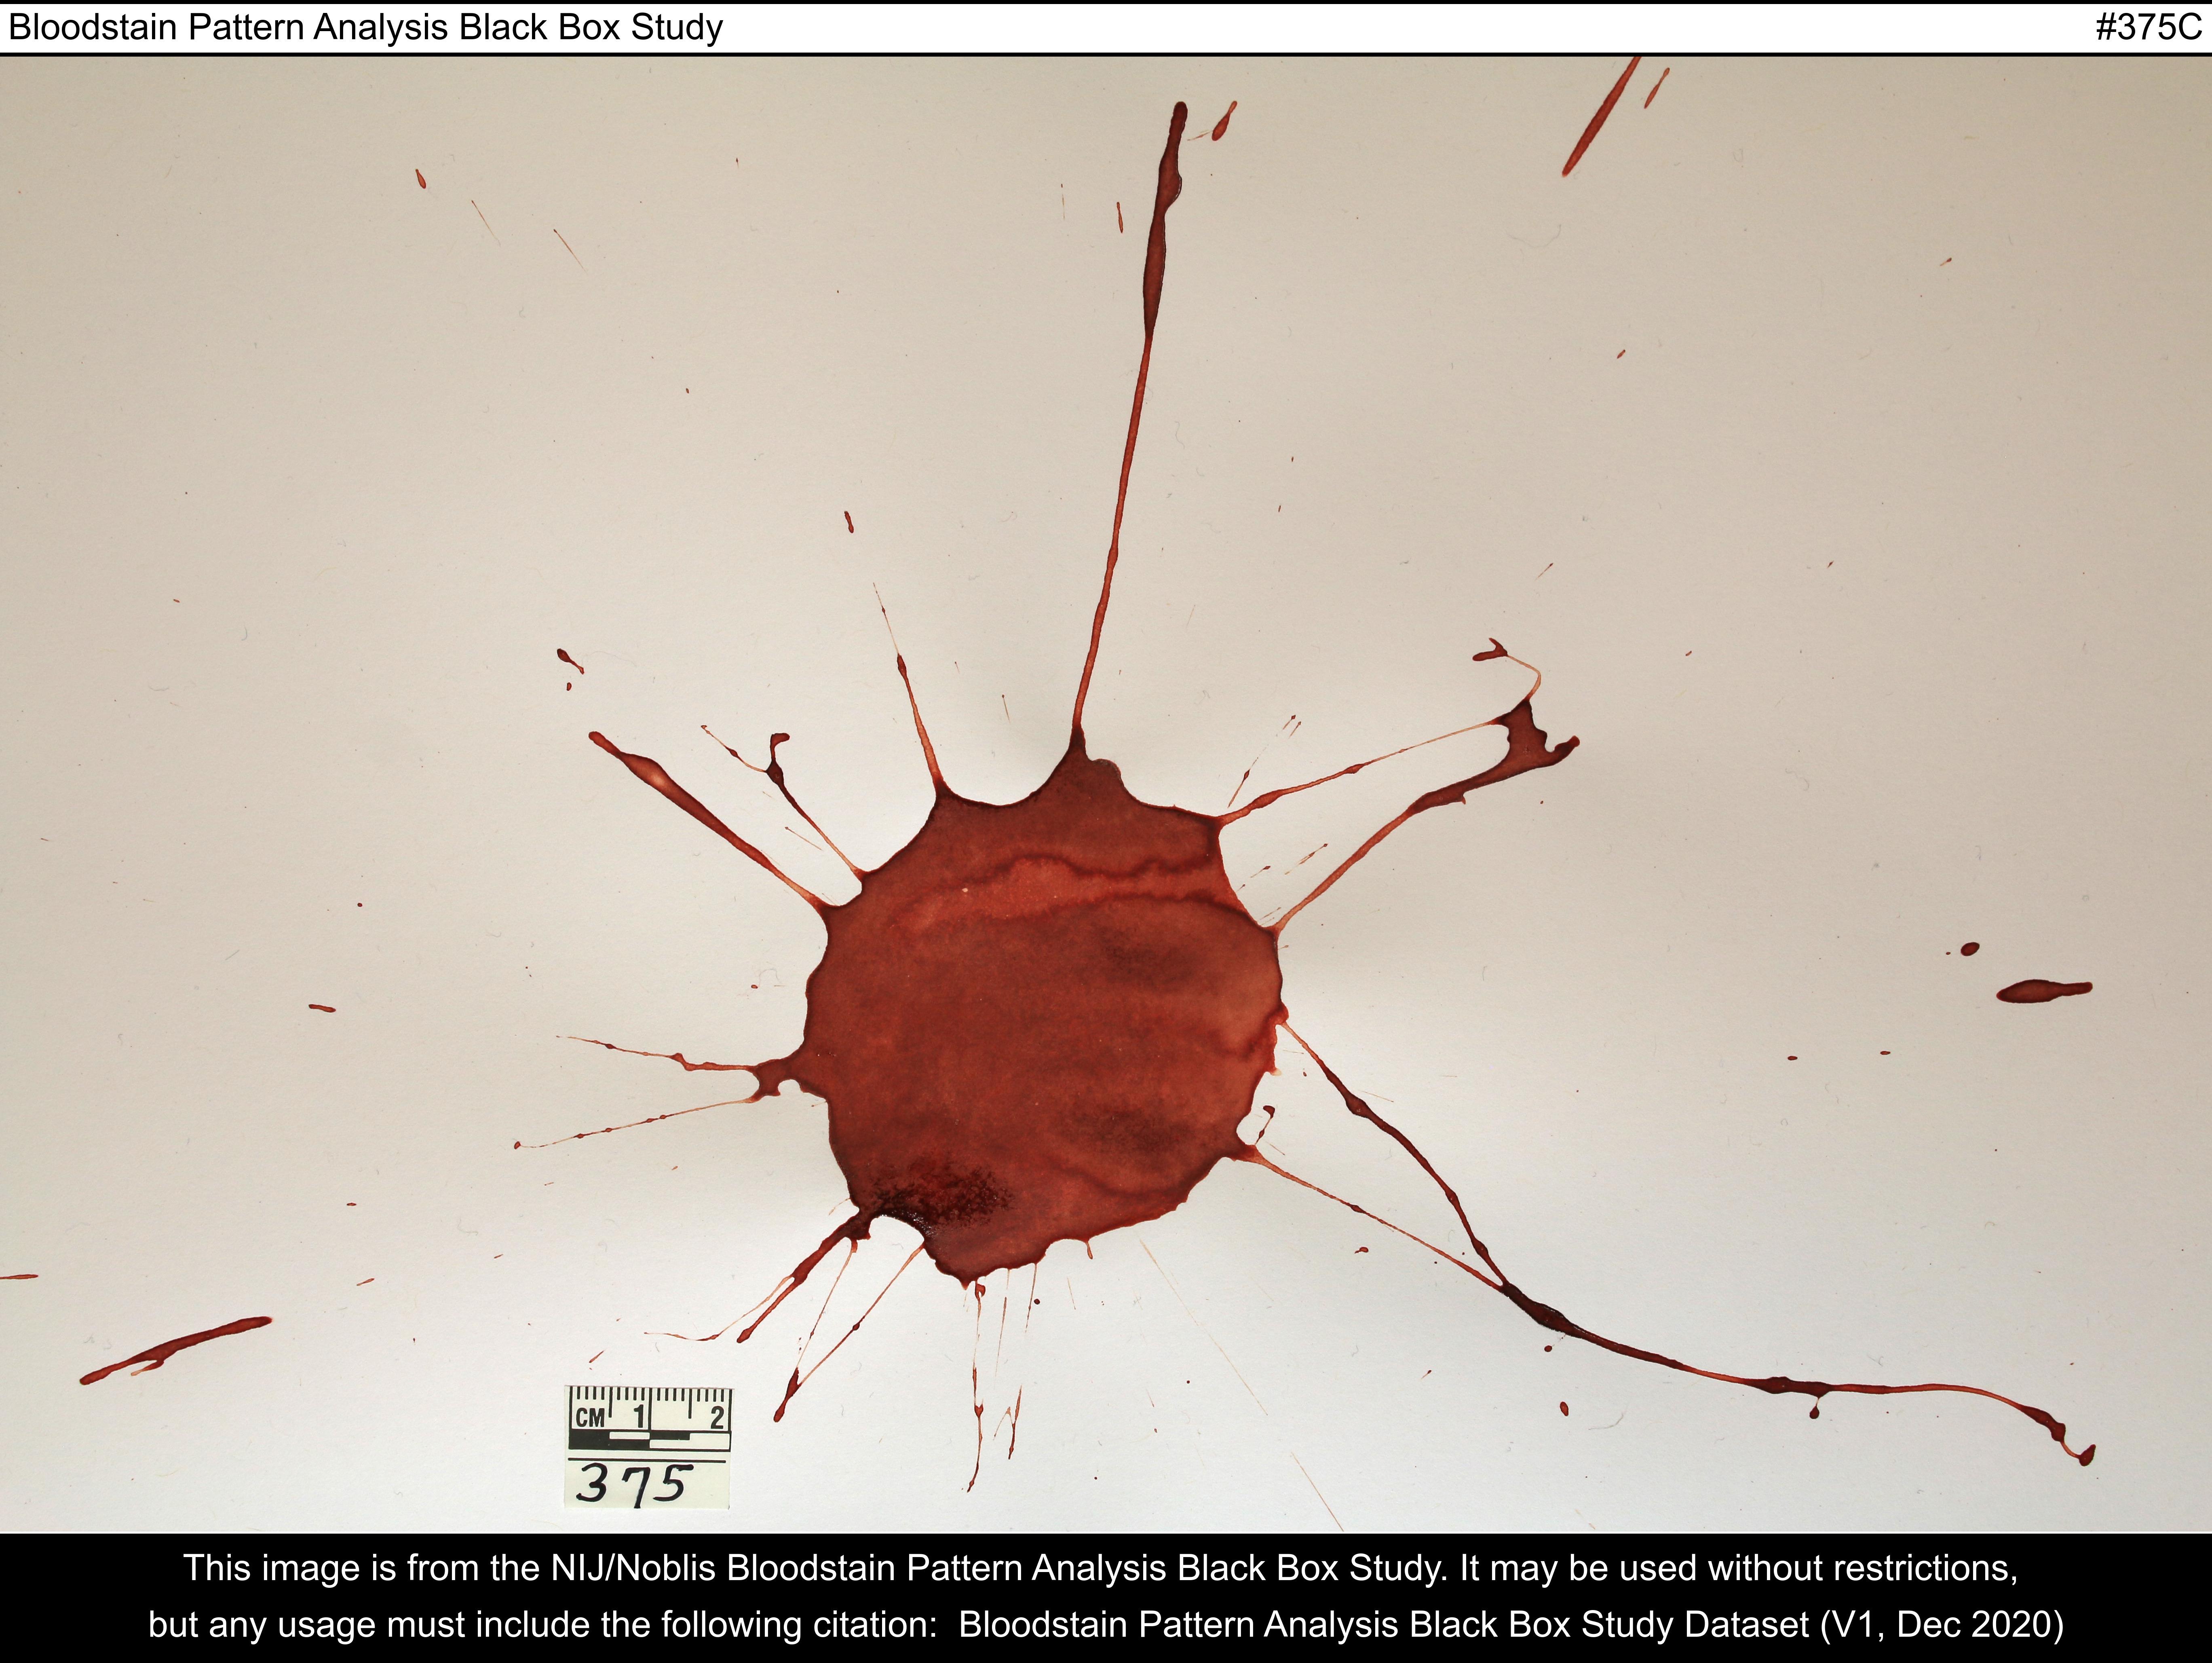 Bloodstain Pattern Analysis Black Box Study #375C
CM 1 2
375
This image is from the NIJ/Noblis Bloodstain Pattern Analysis Black Box Study. It may be used without restrictions,
but any usage must include the following citation: Bloodstain Pattern Analysis Black Box Study Dataset (V1, Dec 2020)